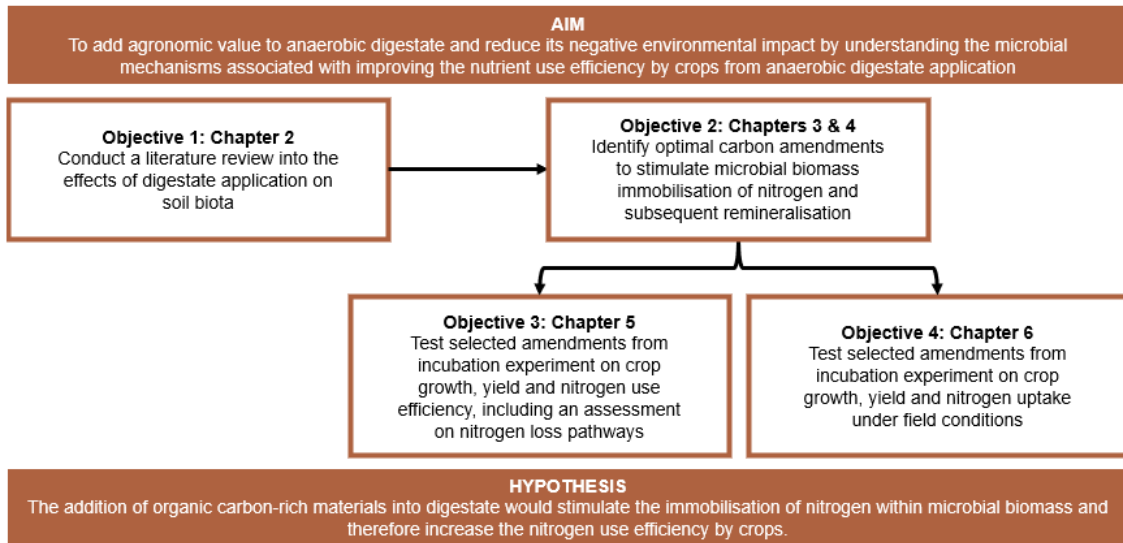 AIM
To add agronomic value to anaerobic digestate and reduce its negative environmental impact by understanding the microbial
mechanisms associated with improving the nutrient use efficiency by crops from anaerobic digestate application
Objective 1: Chapter 2
Conduct a literature review into the
effects of digestate application on
soil biota
Objective 2: Chapters 3 & 4
Identify optimal carbon amendments
to stimulate microbial biomass
immobilisation of nitrogen and
subsequent remineralisation
Objective 3: Chapter 5
Test selected amendments from
incubation experiment on crop
growth, yield and nitrogen use
efficiency, including an assessment
on nitrogen loss pathways
Objective 4: Chapter 6
Test selected amendments from
incubation experiment on crop
growth, yield and nitrogen uptake
under field conditions
HYPOTHESIS
The addition of organic carbon-rich materials into digestate would stimulate the immobilisation of nitrogen within microbial biomass and
therefore increase the nitrogen use efficiency by crops.